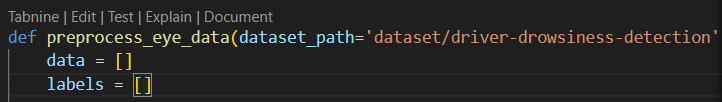 Tabnine | Edit | Test | Explain | Document
def preprocess_eye_data(dataset_path='dataset/driver-drowsiness-detection'
data = []
labels = []